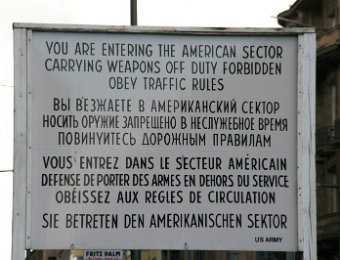 YOU ARE ENTERING THE AMERICAN SECTOR
CARRYING WEAPONS OFF DUTY FORBIDDEN
OBEY TRAFFIC RULES
ВЫ ВЪЕЗЖАЕТЕ В АМЕРИКАНСКИЙ СЕКТОР
НОСИТЬ ОРУЖИЕ ЗАПРЕЩЕНО В НЕСЛУЖЕБНОЕ ВРЕМЯ
ПОВИНУЙТЕСЬ ДОРОЖНЫМ ПРАВИЛАМ
VOUS ENTREZ DANS LE SECTEUR AMÉRICAIN
DEFENSE DE PORTER DES ARMES EN DEHORS DU SERVICE
OBÉISSEZ AUX RÈGLES DE CIRCULATION
SIE BETRETEN DEN AMERIKANISCHEN SEKTOR
US ARMY
FRITZ PALM